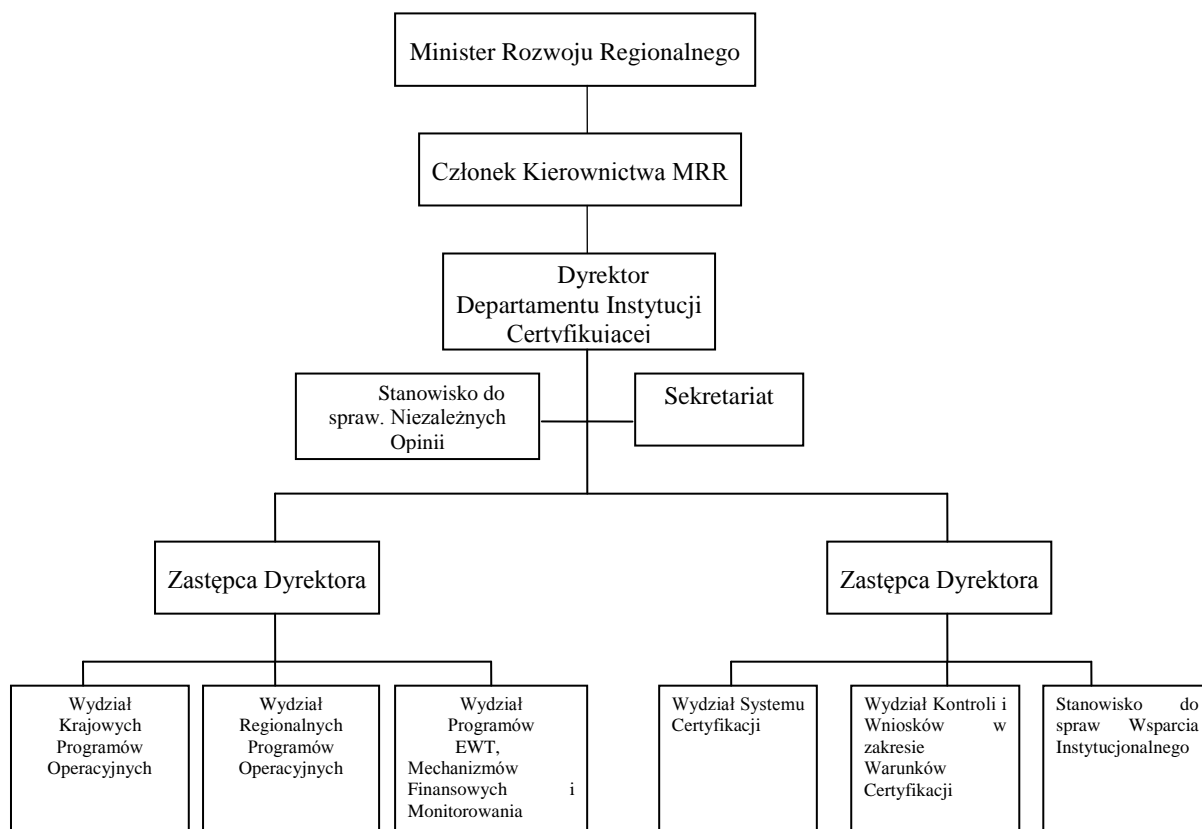 Minister Rozwoju Regionalnego
Członek Kierownictwa MRR
Dyrektor
Departamentu Instytucji
Certyfikującej
Stanowisko do
spraw. Niezależnych
Opinii
Sekretariat
Zastępca Dyrektora
Zastępca Dyrektora
Wydział
Krajowych
Programów
Operacyjnych
Wydział
Regionalnych
Programów
Operacyjnych
Wydział
Programów
EWT,
Mechanizmów
Finansowych i
Monitorowania
Wydział Systemu
Certyfikacji
Wydział Kontroli i
Wniosków w
zakresie
Warunków
Certyfikacji
Stanowisko do
spraw Wsparcia
Instytucjonalnego